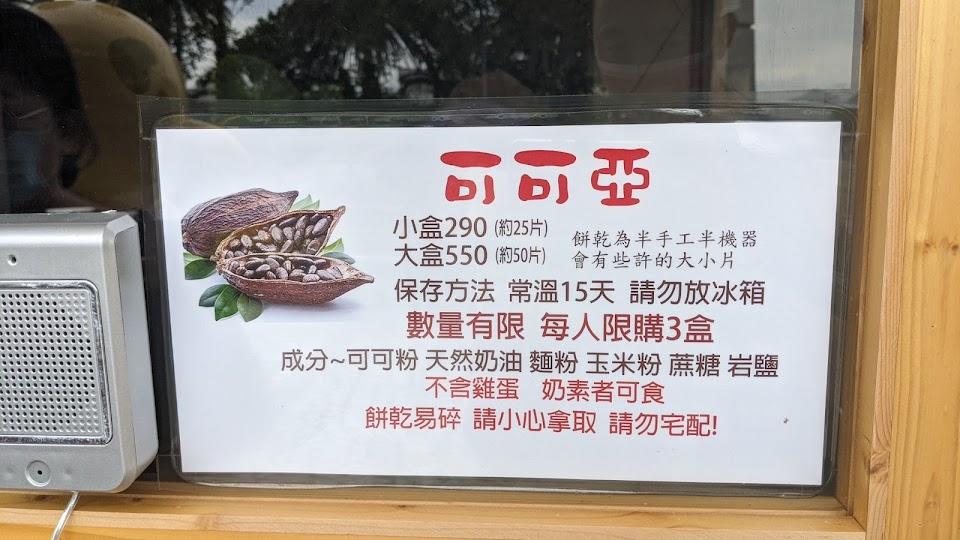 可可亞
小盒290 (約25片)
大盒550 (約50片)
餅乾為半手工半機器
會有些許的大小片
保存方法 常溫15天 請勿放冰箱
數量有限 每人限購3盒
成分~可可粉 天然奶油 麵粉 玉米粉 蔗糖 岩鹽
不含雞蛋 奶素者可食
餅乾易碎 請小心拿取 請勿宅配!